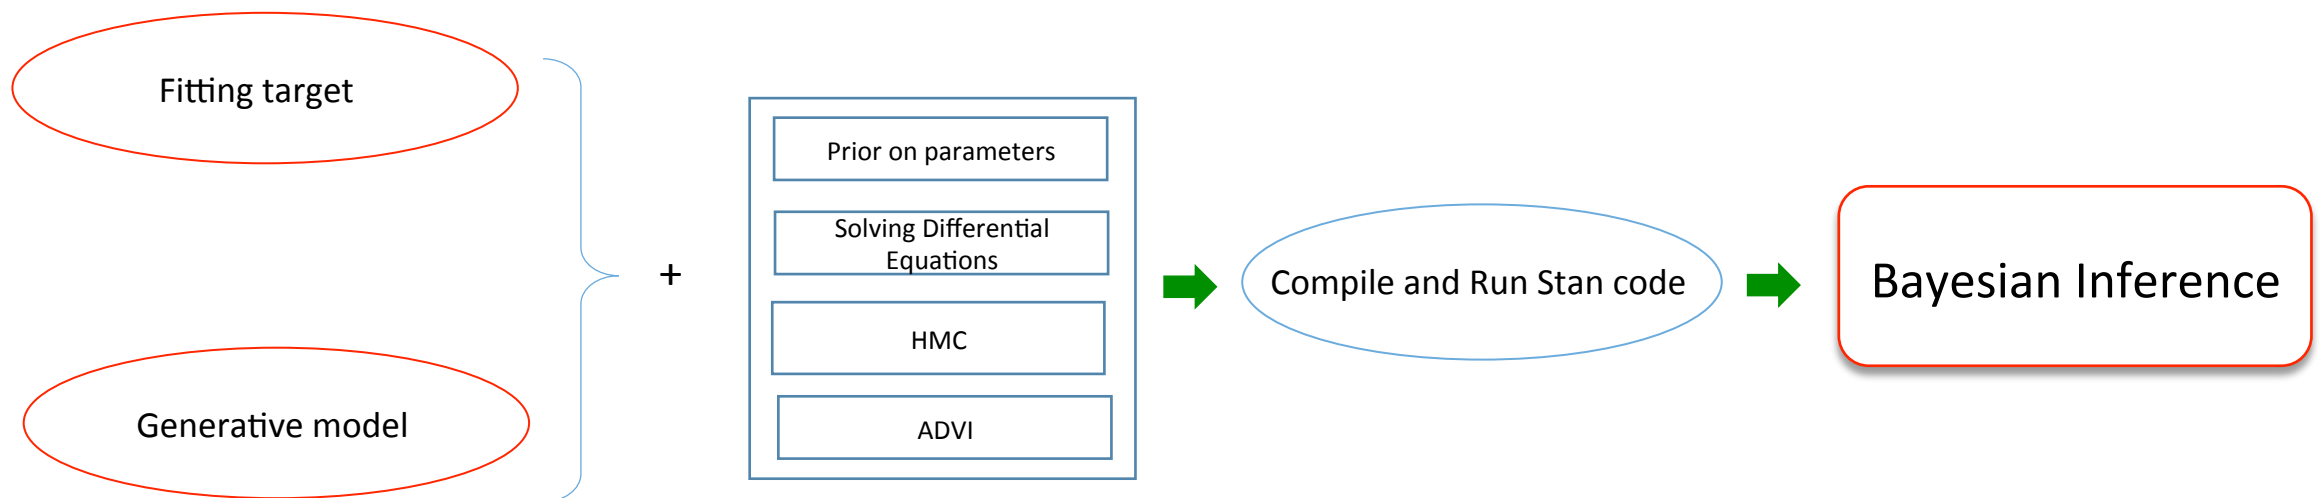 Fitting target
Generative model
+
Prior on parameters
Solving Differential
Equations
HMC
ADVI
Compile and Run Stan code
Bayesian Inference